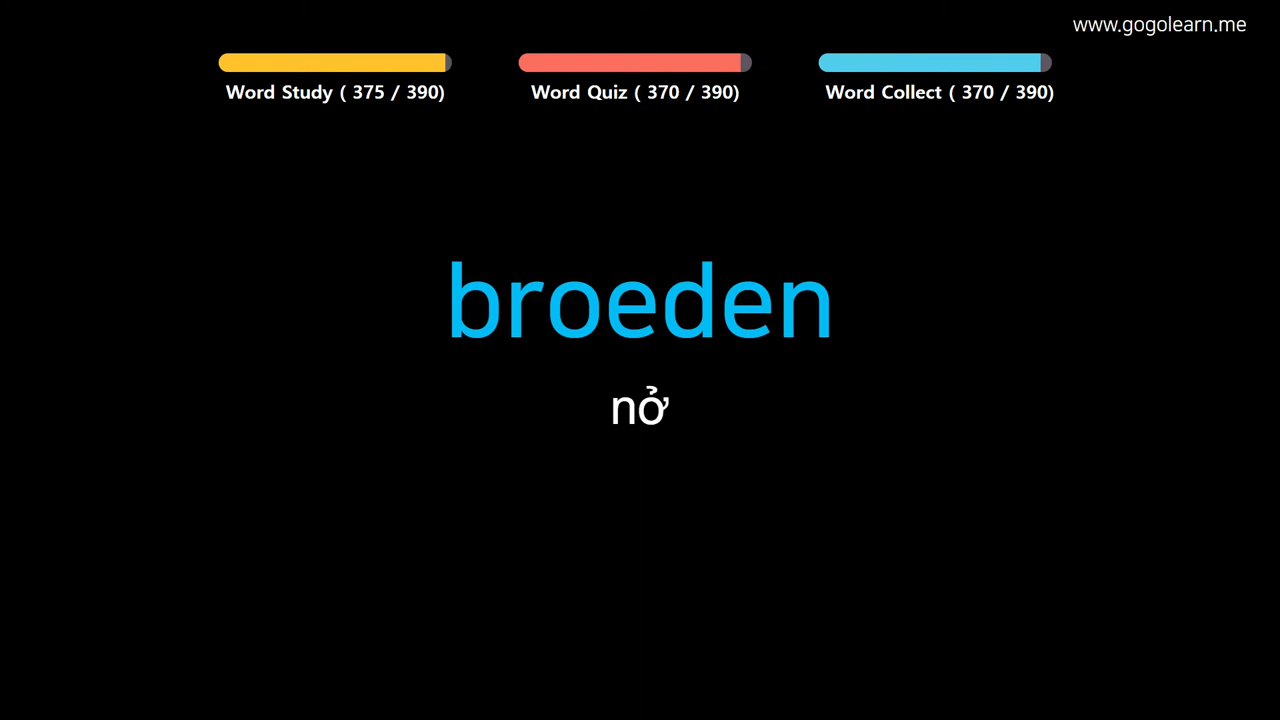 www.gogolearn.me
Word Study ( 375 / 390)
Word Quiz ( 370 / 390)
Word Collect ( 370 / 390)
broeden
nở